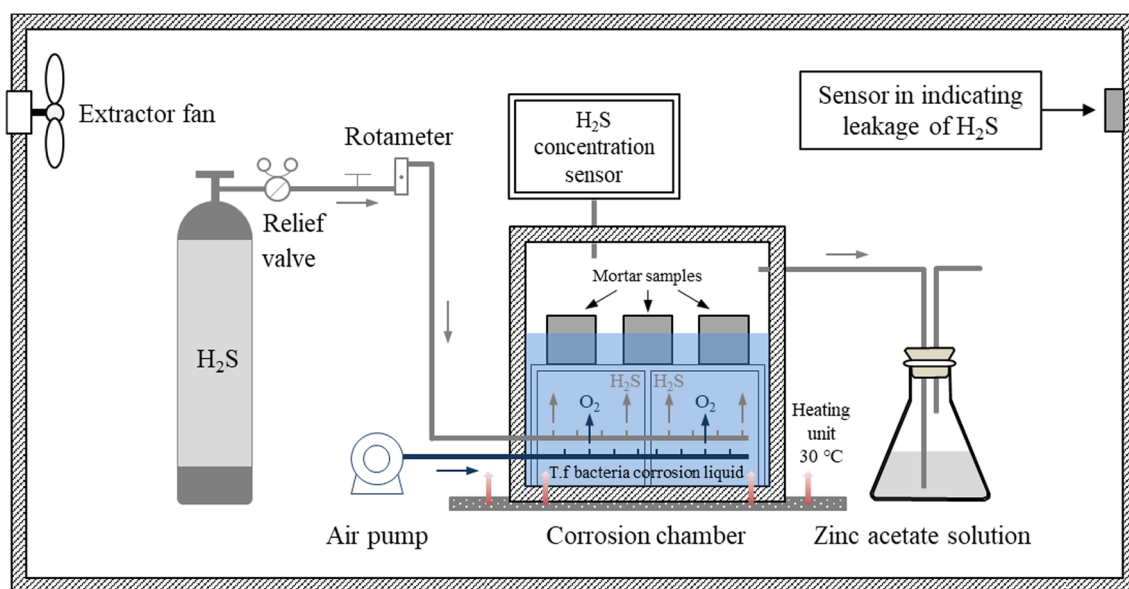 Extractor fan
Rotameter
Relief
valve
H₂S
H₂S
concentration
sensor
Sensor in indicating
leakage of H₂S
Mortar samples
H₂S H₂S
O₂ O₂
T.f bacteria corrosion liquid
Heating
unit
30 °C
Air pump
Corrosion chamber
Zinc acetate solution